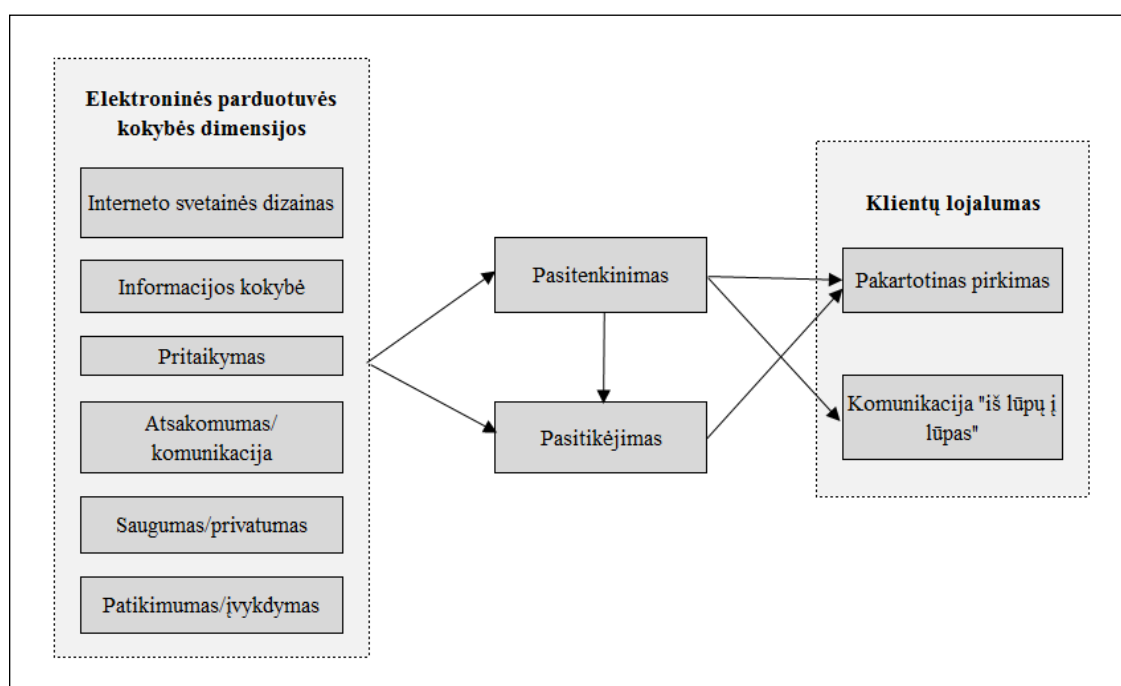 Elektroninės parduotuvės
kokybės dimensijos
Interneto svetainės dizainas
Informacijos kokybė
Pritaikymas
Atsakomumas/
komunikacija
Saugumas/privatumas
Patikimumas/įvykdymas
Pasitenkinimas
Pasitikėjimas
Klientų lojalumas
Pakartotinas pirkimas
Komunikacija "iš lūpų į
lūpas"